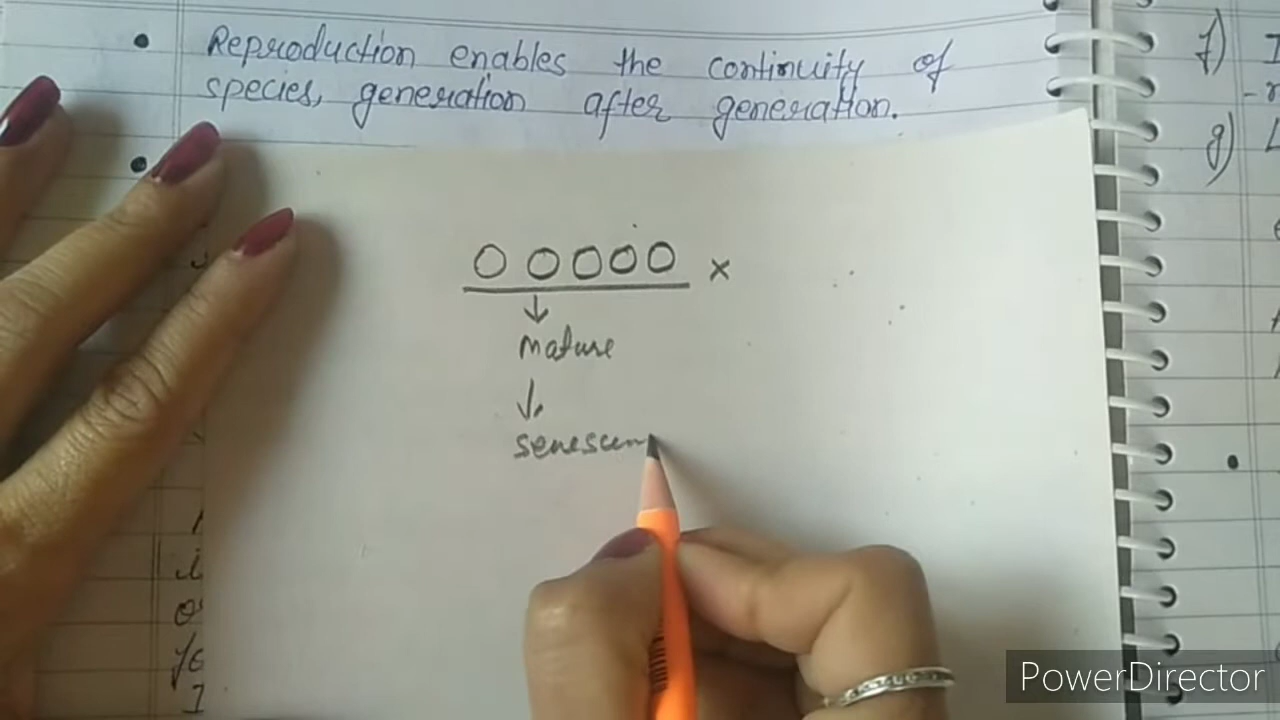 • Reproduction enables the continuity of
species, generation after generation.
•
O O O O O ×
↓
mature
↓
senescen
f) I
g) L
PowerDirector